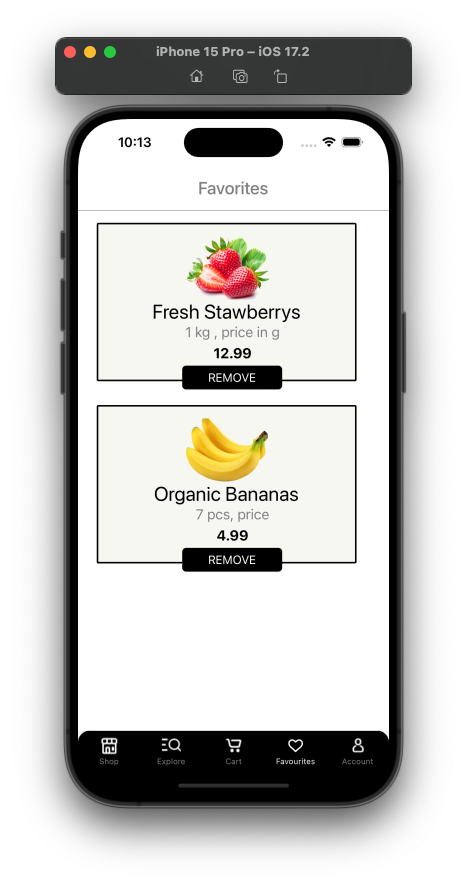 iPhone 15 Pro – iOS 17.2
10:13
Favorites
Fresh Stawberrys
1 kg , price in g
12.99
REMOVE
Organic Bananas
7 pcs, price
4.99
REMOVE
Shop Explore Cart Favourites Account